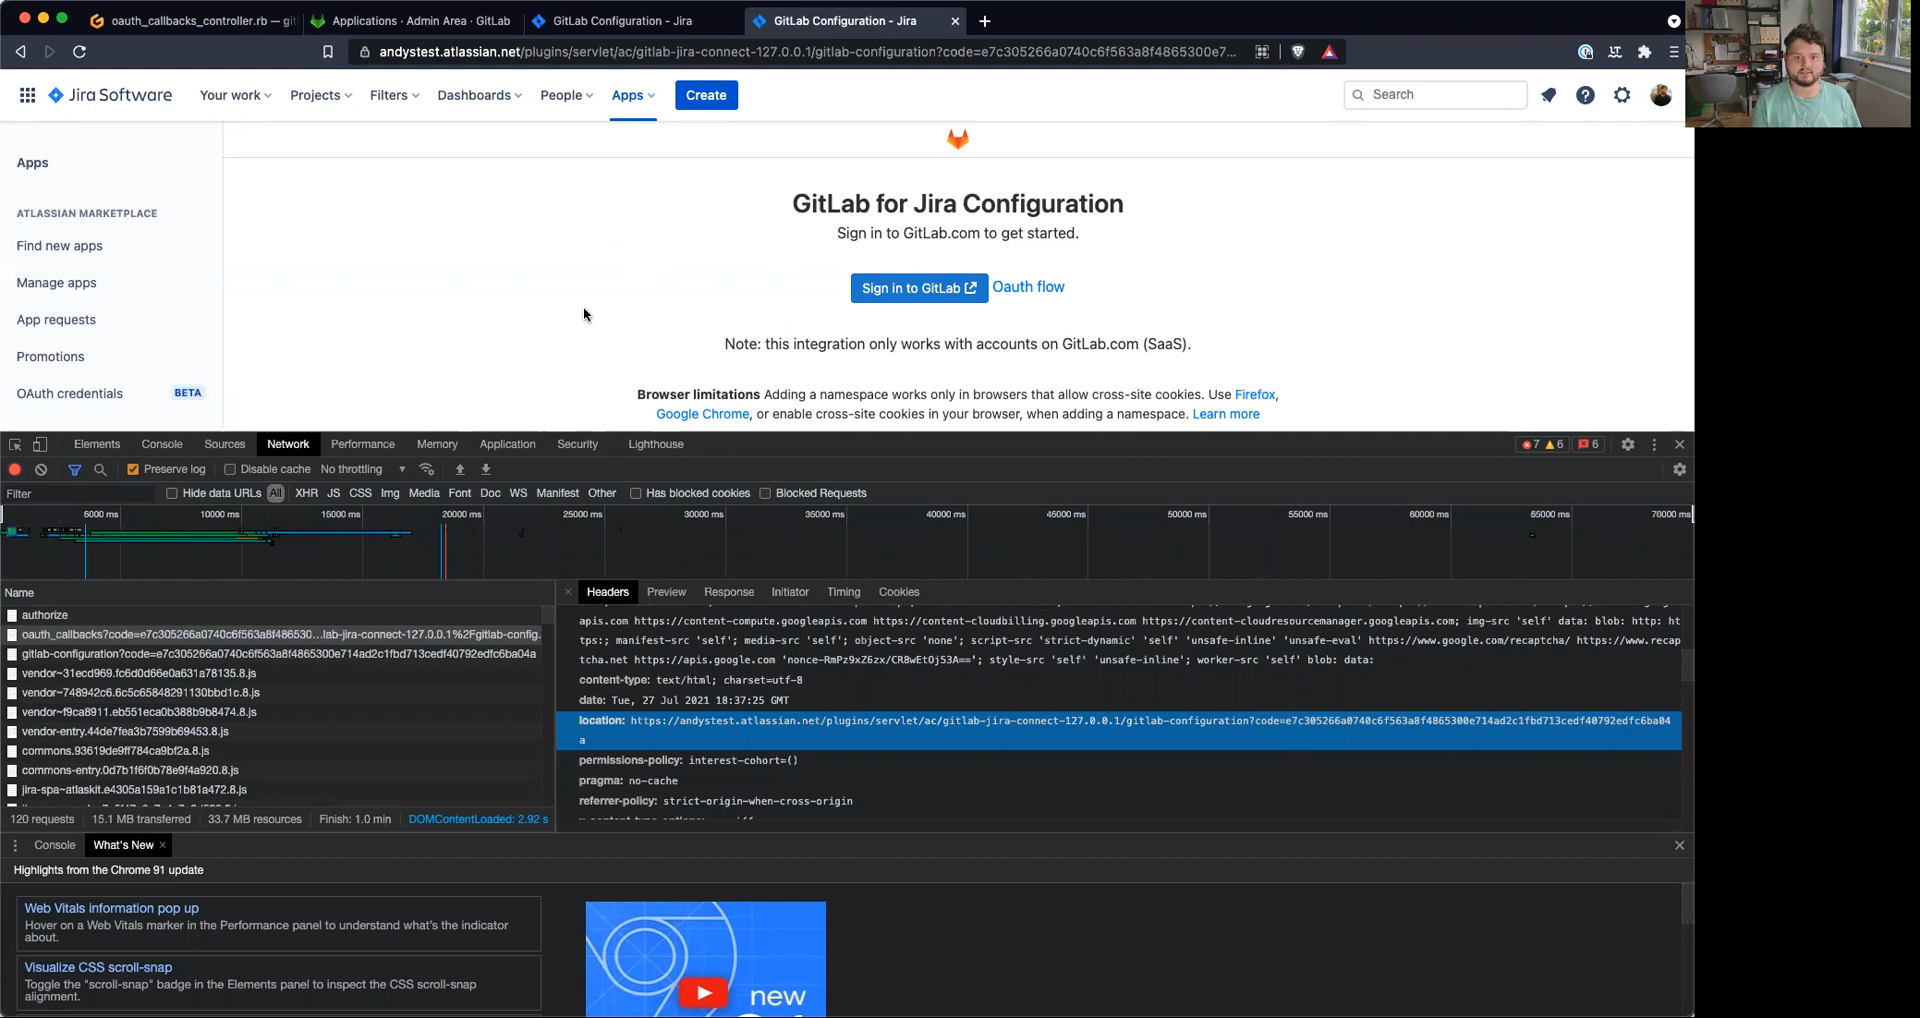 oauth_callbacks_controller.rb — git
Applications · Admin Area · GitLab
GitLab Configuration - Jira
GitLab Configuration - Jira
andystest.atlassian.net/plugins/servlet/ac/gitlab-jira-connect-127.0.0.1/gitlab-configuration?code=e7c305266a0740c6f563a8f4865300e7...
Jira Software
Your work
Projects
Filters
Dashboards
People
Apps
Create
Search
Apps
ATLASSIAN MARKETPLACE
Find new apps
Manage apps
App requests
Promotions
OAuth credentials BETA
GitLab for Jira Configuration
Sign in to GitLab.com to get started.
Sign in to GitLab Oauth flow
Note: this integration only works with accounts on GitLab.com (SaaS).
Browser limitations Adding a namespace works only in browsers that allow cross-site cookies. Use Firefox,
Google Chrome, or enable cross-site cookies in your browser, when adding a namespace. Learn more
Elements Console Sources Network Performance Memory Application Security Lighthouse 7 6 6
Preserve log Disable cache No throttling
Filter Hide data URLs All XHR JS CSS Img Media Font Doc WS Manifest Other Has blocked cookies Blocked Requests
5000 ms 10000 ms 15000 ms 20000 ms 25000 ms 30000 ms 35000 ms 40000 ms 45000 ms 50000 ms 55000 ms 60000 ms 65000 ms 70000 ms
Name
authorize
oauth_callbacks?code=e7c305266a0740c6f563a8f486530...lab-jira-connect-127.0.0.1%2Fgitlab-config.
gitlab-configuration?code=e7c305266a0740c6f563a8f4865300e714ad2c1fbd713cedf40792edfc6ba04a
vendor~31ecd969.fc6d0d66e0a631a78135.8.js
vendor~748942c6.6c5c65848291130bbd1c.8.js
vendor~f9ca8911.eb551eca0b388b9b8474.8.js
vendor-entry.44de7fea3b7599b69453.8.js
commons.93619de9ff784ca9bf2a.8.js
commons-entry.0d7b1f6f0b78e9f4a920.8.js
jira-spa~atlaskit.e4305a159a1c1b81a472.8.js
120 requests 15.1 MB transferred 33.7 MB resources Finish: 1.0 min DOMContentLoaded: 2.92 s
Headers Preview Response Initiator Timing Cookies
apis.com https://content-compute.googleapis.com https://content-cloudbilling.googleapis.com https://content-cloudresourcemanager.googleapis.com; img-src 'self' data: blob: http: ht
tps:; manifest-src 'self'; media-src 'self'; object-src 'none'; script-src 'strict-dynamic' 'self' 'unsafe-inline' 'unsafe-eval' https://www.google.com/recaptcha/ https://www.recap
tcha.net https://apis.google.com 'nonce-RmPz9xZ6zx/CR8wEtOj53A=='; style-src 'self' 'unsafe-inline'; worker-src 'self' blob: data:
content-type: text/html; charset=utf-8
date: Tue, 27 Jul 2021 18:37:25 GMT
location: https://andystest.atlassian.net/plugins/servlet/ac/gitlab-jira-connect-127.0.0.1/gitlab-configuration?code=e7c305266a0740c6f563a8f4865300e714ad2c1fbd713cedf40792edfc6ba04
a
permissions-policy: interest-cohort=()
pragma: no-cache
referrer-policy: strict-origin-when-cross-origin
Console What's New
Highlights from the Chrome 91 update
Web Vitals information pop up
Hover on a Web Vitals marker in the Performance panel to understand what's the indicator
about.
Visualize CSS scroll-snap
Toggle the "scroll-snap" badge in the Elements panel to inspect the CSS scroll-snap
alignment.
new